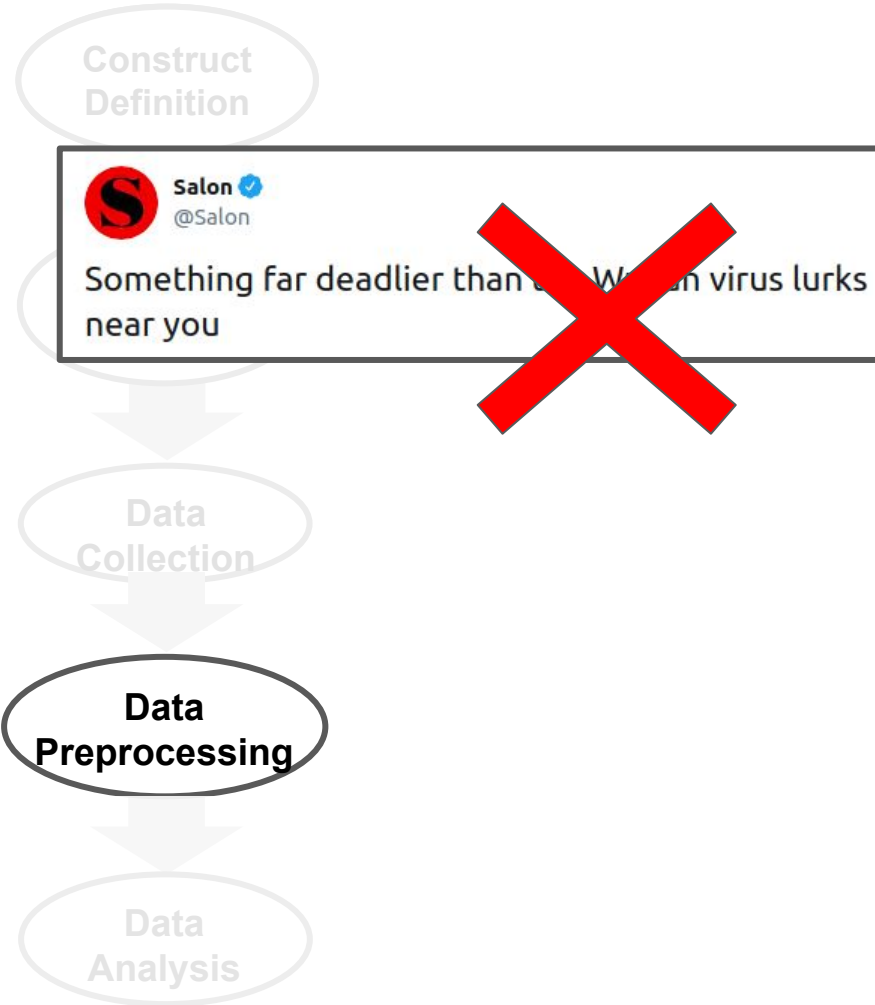 Construct
Definition
S
Salon
@Salon
Something far deadlier than virus lurks
near you
Data
Collection
Data
Preprocessing
Data
Analysis